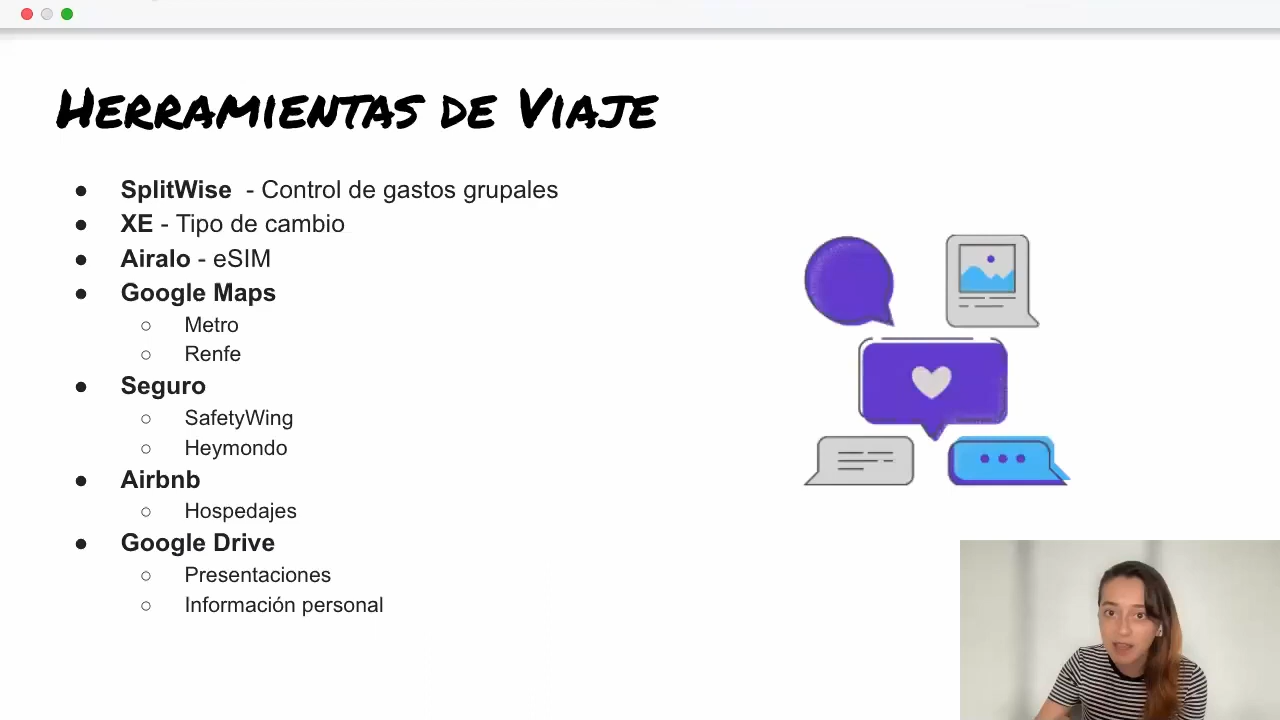 Herramientas de Viaje
● SplitWise - Control de gastos grupales
● XE - Tipo de cambio
● Airalo - eSIM
● Google Maps
○ Metro
○ Renfe
● Seguro
○ SafetyWing
○ Heymondo
● Airbnb
○ Hospedajes
● Google Drive
○ Presentaciones
○ Información personal